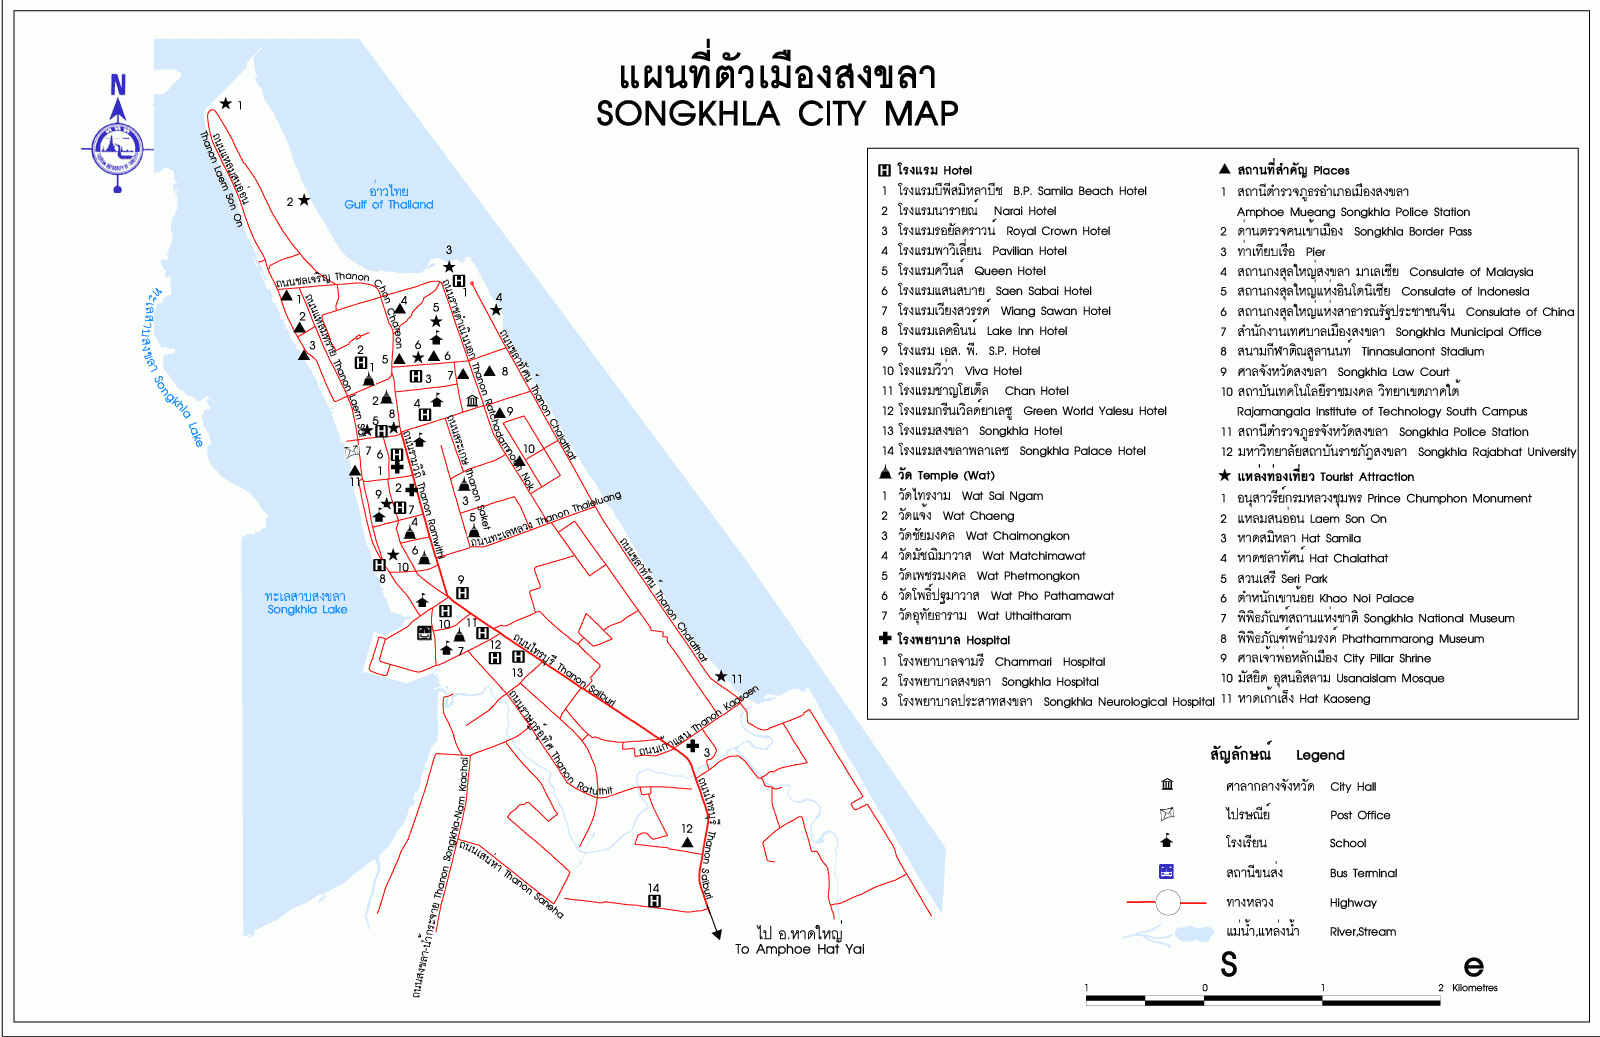 แผนที่ตัวเมืองสงขลา
SONGKHLA CITY MAP
N
อ่าวไทย
Gulf of Thailand
ทะเลสาบสงขลา Songkhla Lake
ทะเลสาบสงขลา
Songkhla Lake
ถนนแหลมสนอ่อน
Thanon Laem Son On
ถนนชลเจริญ Thanon Chon Charoen
ถนนแหลมทราย Thanon Laem Sai
ถนนราชดำเนินนอก Thanon Ratchadamnoen Nok
ถนนชลาทัศน์ Thanon Chalathat
ถนนรามวิถี Thanon Ramwithi
ถนนสระเกษ Thanon Saket
ถนนทะเลหลวง Thanon Thaleluang
ถนนชลาทัศน์ Thanon Chalathat
ถนนไทรบุรี Thanon Saiburi
ถนนราษฎร์อุทิศ Thanon Ratuthit
ถนนเก้าแสน Thanon Kaosaen
ถนนไทรบุรี Thanon Saiburi
ถนนเสน่หา Thanon Saneha
ถนนสงขลา-น้ำกระจาย Thanon Songkhla-Nam Krachai
ไป อ.หาดใหญ่
To Amphoe Hat Yai
โรงแรม Hotel
1 โรงแรมบีพีสมิหลาบีช B.P. Samila Beach Hotel
2 โรงแรมนารายณ์ Narai Hotel
3 โรงแรมรอยัลคราวน์ Royal Crown Hotel
4 โรงแรมพาวิเลี่ยน Pavilian Hotel
5 โรงแรมควีนส์ Queen Hotel
6 โรงแรมแสนสบาย Saen Sabai Hotel
7 โรงแรมเวียงสวรรค์ Wiang Sawan Hotel
8 โรงแรมเลคอินน์ Lake Inn Hotel
9 โรงแรม เอส. พี. S.P. Hotel
10 โรงแรมวีว่า Viva Hotel
11 โรงแรมชาญโฮเต็ล Chan Hotel
12 โรงแรมกรีนเวิลด์ยาเลซู Green World Yalesu Hotel
13 โรงแรมสงขลา Songkhla Hotel
14 โรงแรมสงขลาพลาเลซ Songkhla Palace Hotel
วัด Temple (Wat)
1 วัดไทรงาม Wat Sai Ngam
2 วัดแจ้ง Wat Chaeng
3 วัดชัยมงคล Wat Chaimongkon
4 วัดมัชฌิมาวาส Wat Matchimawat
5 วัดเพชรมงคล Wat Phetmongkon
6 วัดโพธิ์ปฐมาวาส Wat Pho Pathamawat
7 วัดอุทัยธาราม Wat Uthaitharam
โรงพยาบาล Hospital
1 โรงพยาบาลจามรี Chammari Hospital
2 โรงพยาบาลสงขลา Songkhla Hospital
3 โรงพยาบาลประสาทสงขลา Songkhla Neurological Hospital
สถานที่สำคัญ Places
1 สถานีตำรวจภูธรอำเภอเมืองสงขลา
Amphoe Mueang Songkhla Police Station
2 ด่านตรวจคนเข้าเมือง Songkhla Border Pass
3 ท่าเทียบเรือ Pier
4 สถานกงสุลใหญ่สงขลา มาเลเซีย Consulate of Malaysia
5 สถานกงสุลใหญ่แห่งอินโดนิเซีย Consulate of Indonesia
6 สถานกงสุลใหญ่แห่งสาธารณรัฐประชาชนจีน Consulate of China
7 สำนักงานเทศบาลเมืองสงขลา Songkhla Municipal Office
8 สนามกีฬาติณสูลานนท์ Tinnasulanont Stadium
9 ศาลจังหวัดสงขลา Songkhla Law Court
10 สถาบันเทคโนโลยีราชมงคล วิทยาเขตภาคใต้
Rajamangala Institute of Technology South Campus
11 สถานีตำรวจภูธรจังหวัดสงขลา Songkhla Police Station
12 มหาวิทยาลัยสถาบันราชภัฎสงขลา Songkhla Rajabhat University
แหล่งท่องเที่ยว Tourist Attraction
1 อนุสาวรีย์กรมหลวงชุมพร Prince Chumphon Monument
2 แหลมสนอ่อน Laem Son On
3 หาดสมิหลา Hat Samila
4 หาดชลาทัศน์ Hat Chalathat
5 สวนเสรี Seri Park
6 ตำหนักเขาน้อย Khao Noi Palace
7 พิพิธภัณฑ์สถานแห่งชาติ Songkhla National Museum
8 พิพิธภัณฑ์พธำมรงค์ Phathammarong Museum
9 ศาลเจ้าพ่อหลักเมือง City Pillar Shrine
10 มัสยิด อุสนอิสลาม Usanaislam Mosque
11 หาดเก้าเส็ง Hat Kaoseng
สัญลักษณ์ Legend
ศาลากลางจังหวัด City Hall
ไปรษณีย์ Post Office
โรงเรียน School
สถานีขนส่ง Bus Terminal
ทางหลวง Highway
แม่น้ำ,แหล่งน้ำ River,Stream
S e
1 0 1 2 Kilometres